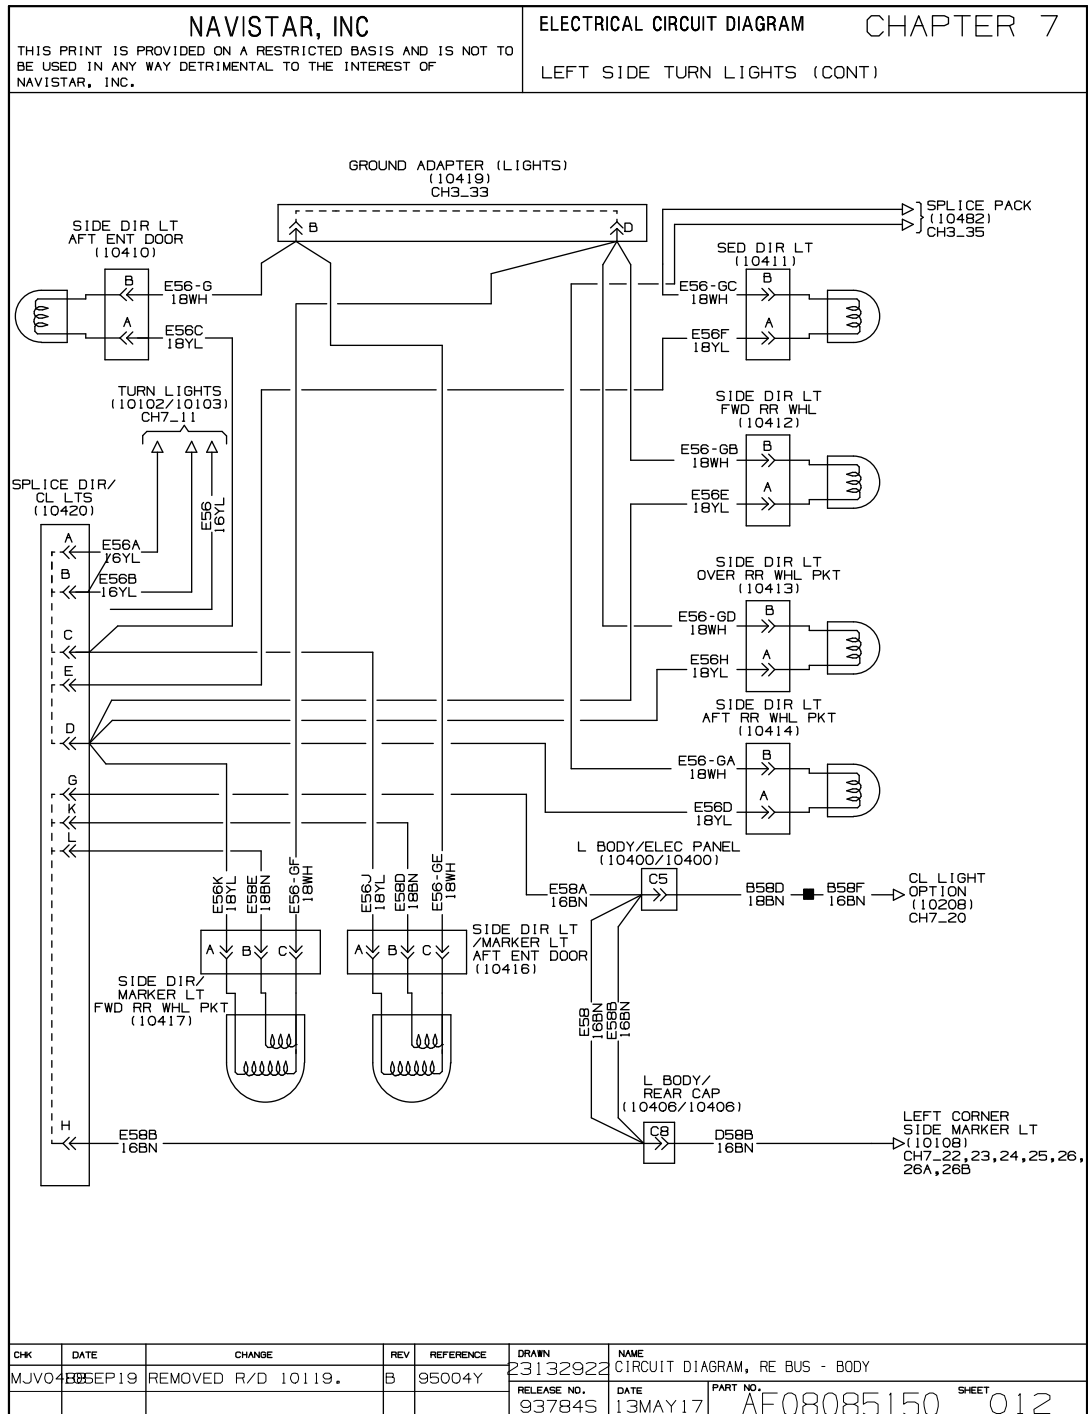 NAVISTAR, INC
THIS PRINT IS PROVIDED ON A RESTRICTED BASIS AND IS NOT TO
BE USED IN ANY WAY DETRIMENTAL TO THE INTEREST OF
NAVISTAR, INC.
ELECTRICAL CIRCUIT DIAGRAM
CHAPTER 7
LEFT SIDE TURN LIGHTS (CONT)
GROUND ADAPTER (LIGHTS)
(10419)
CH3_33
B
D
SPLICE PACK
(10482)
CH3_35
SIDE DIR LT
AFT ENT DOOR
(10410)
B
E56-G
18WH
A
E56C
18YL
SED DIR LT
(10411)
E56-GC
18WH
B
E56F
18YL
A
TURN LIGHTS
(10102/10103)
CH7_11
SIDE DIR LT
FWD RR WHL
(10412)
E56-GB
18WH
B
E56E
18YL
A
SPLICE DIR/
CL LTS
(10420)
E56
16YL
A
E56A
16YL
B
E56B
16YL
C
E
D
G
K
L
H
SIDE DIR LT
OVER RR WHL PKT
(10413)
E56-GD
18WH
B
E56H
18YL
A
SIDE DIR LT
AFT RR WHL PKT
(10414)
E56-GA
18WH
B
E56D
18YL
A
L BODY/ELEC PANEL
(10400/10400)
E58A
16BN
C5
B58D
18BN
B58F
16BN
CL LIGHT
OPTION
(10208)
CH7_20
E56K
18YL
E58E
18BN
E56-GF
18WH
E56J
18YL
E58D
18BN
E56-GE
18WH
A
B
C
A
B
C
SIDE DIR LT
/MARKER LT
AFT ENT DOOR
(10416)
SIDE DIR/
MARKER LT
FWD RR WHL PKT
(10417)
E58
16BN
E58B
16BN
L BODY/
REAR CAP
(10406/10406)
E58B
16BN
C8
D58B
16BN
LEFT CORNER
SIDE MARKER LT
(10108)
CH7_22,23,24,25,26,
26A,26B
CHK DATE CHANGE REV REFERENCE
REMOVED R/D 10119. B 95004Y
DRAWN
23132922
NAME
CIRCUIT DIAGRAM, RE BUS - BODY
RELEASE NO.
93784S
DATE
13MAY17
PART NO.
AE08085150
SHEET
012